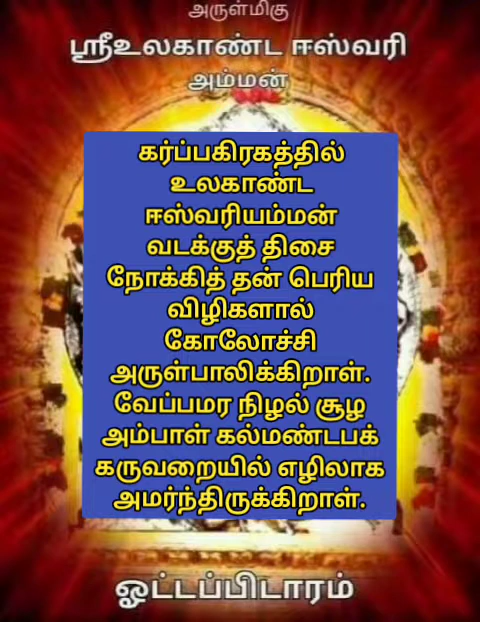 அருள்மிகு
ஸ்ரீஉலகாண்ட ஈஸ்வரி
அம்மன்
கர்ப்பகிரகத்தில்
உலகாண்ட
ஈஸ்வரியம்மன்
வடக்குத் திசை
நோக்கித் தன் பெரிய
விழிகளால்
கோலோச்சி
அருள்பாலிக்கிறாள்.
வேப்பமர நிழல் சூழ
அம்பாள் கல்மண்டபக்
கருவறையில் எழிலாக
அமர்ந்திருக்கிறாள்.
ஓட்டப்பிடாரம்